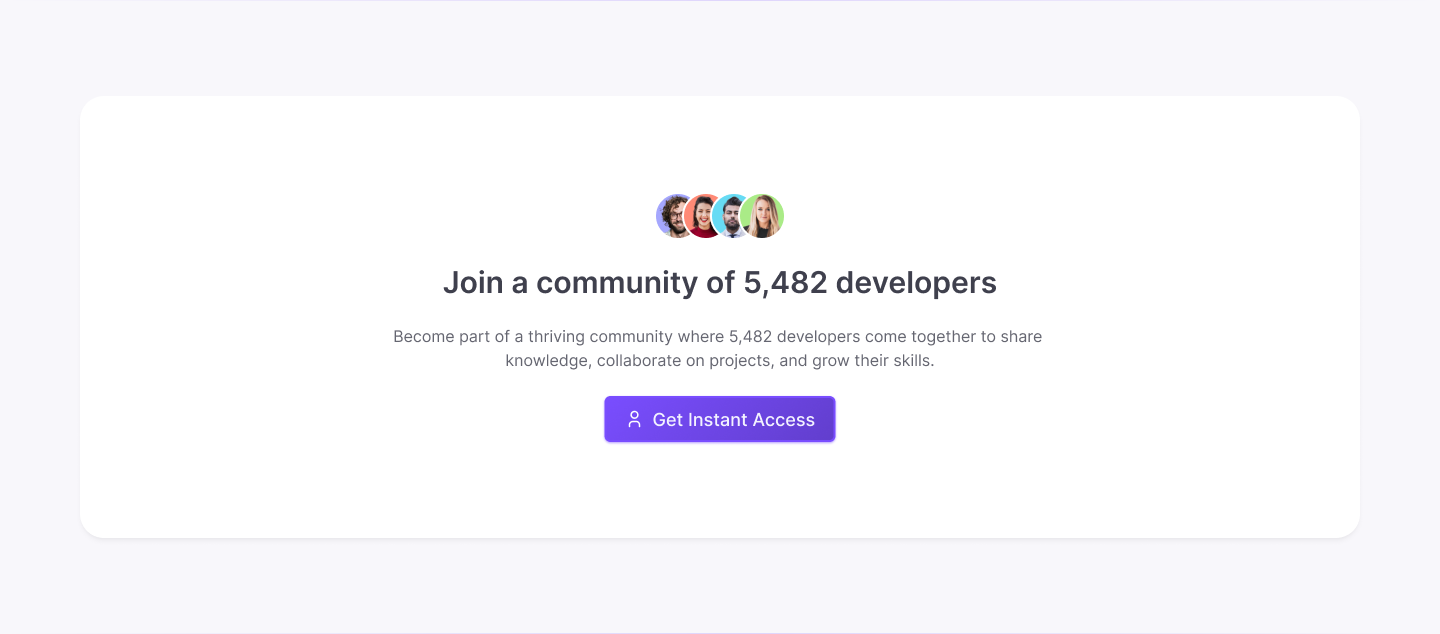 Join a community of 5,482 developers
Become part of a thriving community where 5,482 developers come together to share
knowledge, collaborate on projects, and grow their skills.
Get Instant Access